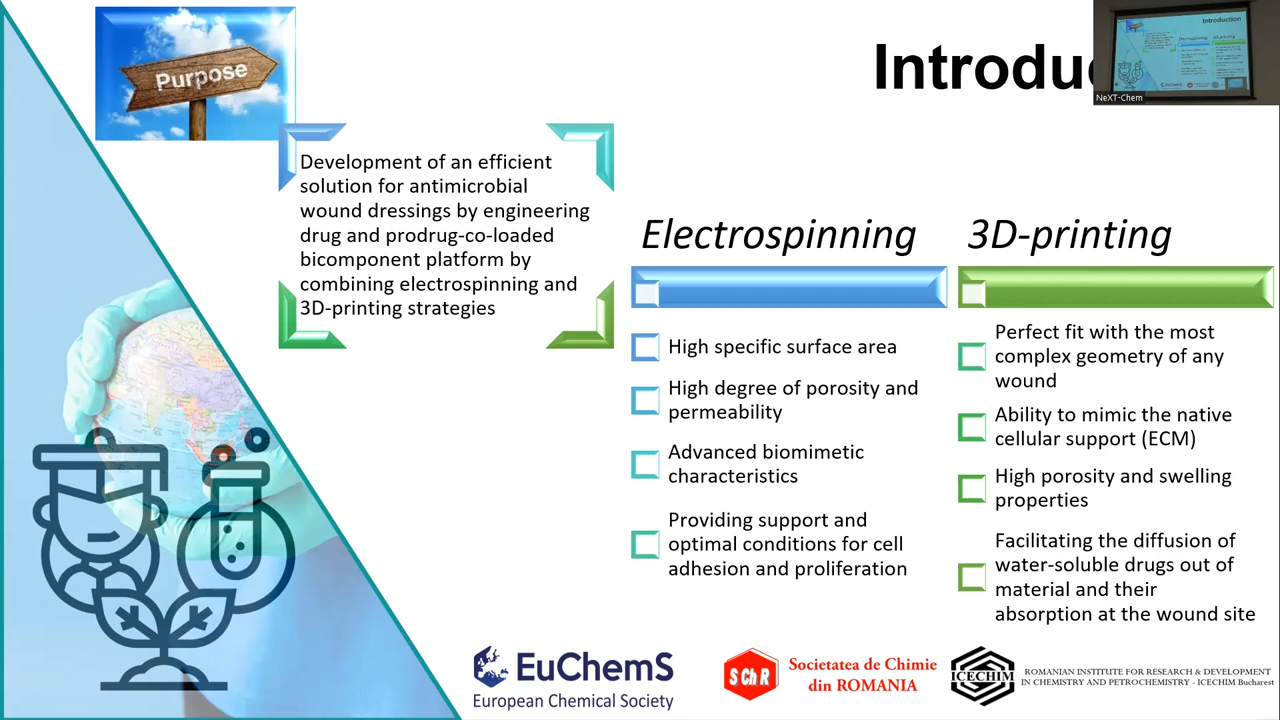 Purpose
Introdu
NeXT-Chem
Development of an efficient
solution for antimicrobial
wound dressings by engineering
drug and prodrug-co-loaded
bicomponent platform by
combining electrospinning and
3D-printing strategies
Electrospinning
High specific surface area
High degree of porosity and
permeability
Advanced biomimetic
characteristics
Providing support and
optimal conditions for cell
adhesion and proliferation
3D-printing
Perfect fit with the most
complex geometry of any
wound
Ability to mimic the native
cellular support (ECM)
High porosity and swelling
properties
Facilitating the diffusion of
water-soluble drugs out of
material and their
absorption at the wound site
EuChemS
European Chemical Society
S Ch R
Societatea de Chimie
din ROMANIA
ICECHIM
ROMANIAN INSTITUTE FOR RESEARCH & DEVELOPMENT
IN CHEMISTRY AND PETROCHEMISTRY - ICECHIM Bucharest